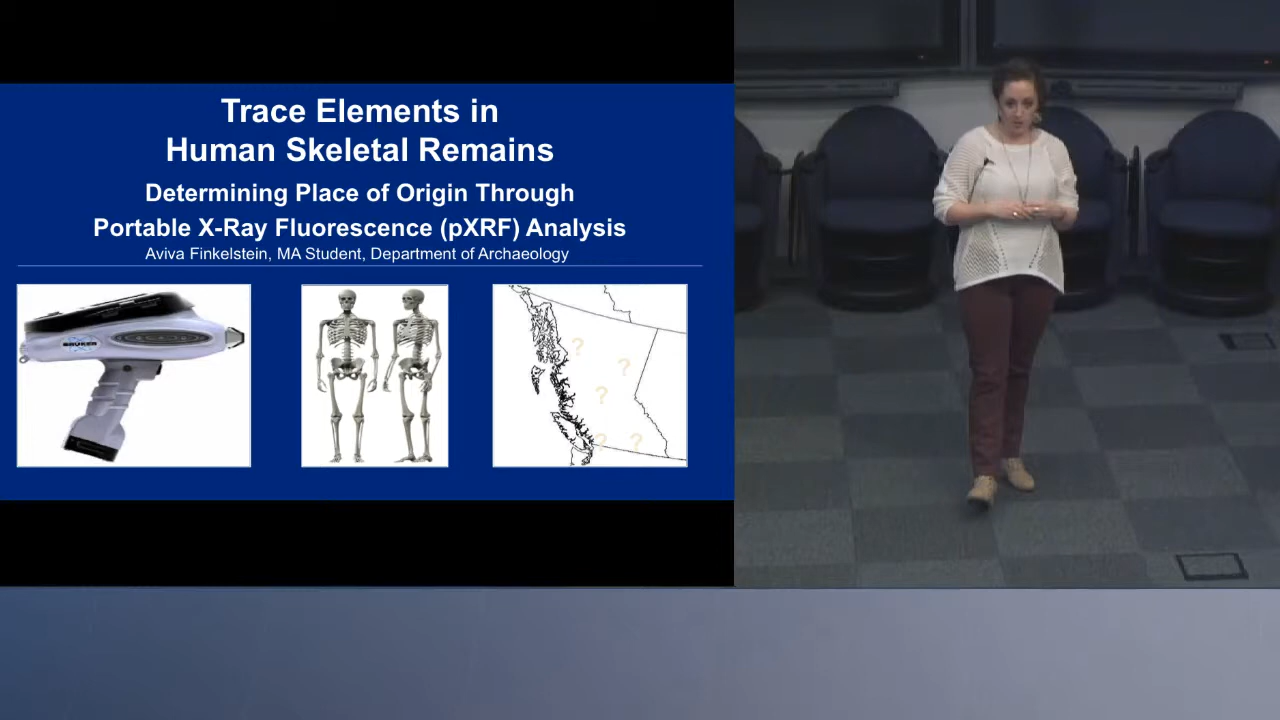 Trace Elements in
Human Skeletal Remains
Determining Place of Origin Through
Portable X-Ray Fluorescence (pXRF) Analysis
Aviva Finkelstein, MA Student, Department of Archaeology
BRUKER
?
?
?
? ?